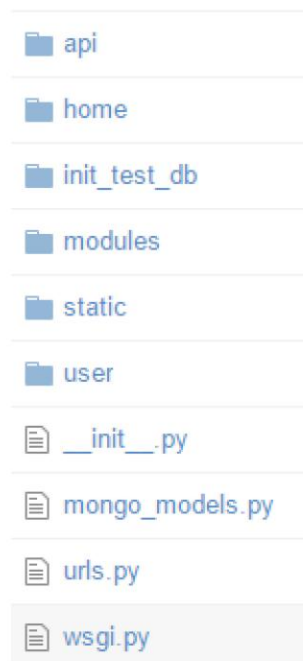 api
home
init_test_db
modules
static
user
__init__.py
mongo_models.py
urls.py
wsgi.py